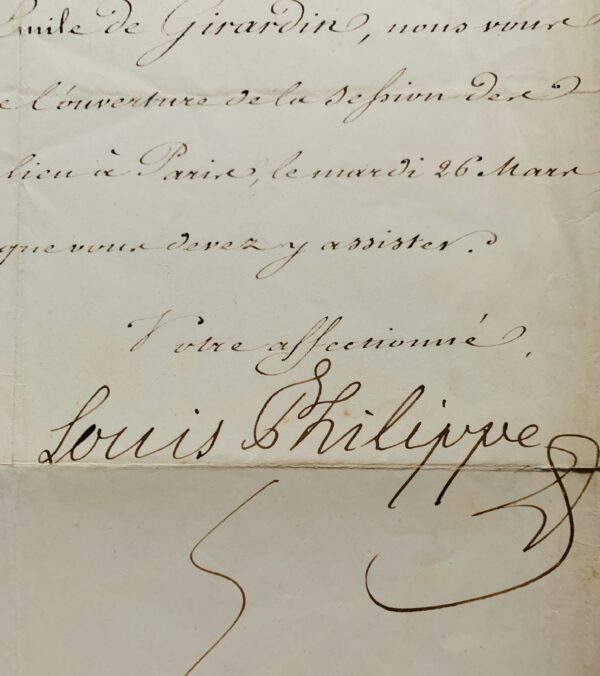 Emile de Girardin, nous vous
e l'ouverture de la Session des
lieu à Paris, le mardi 26 Mars
que vous devez y assister.
Votre affectionné,
Louis Philippe